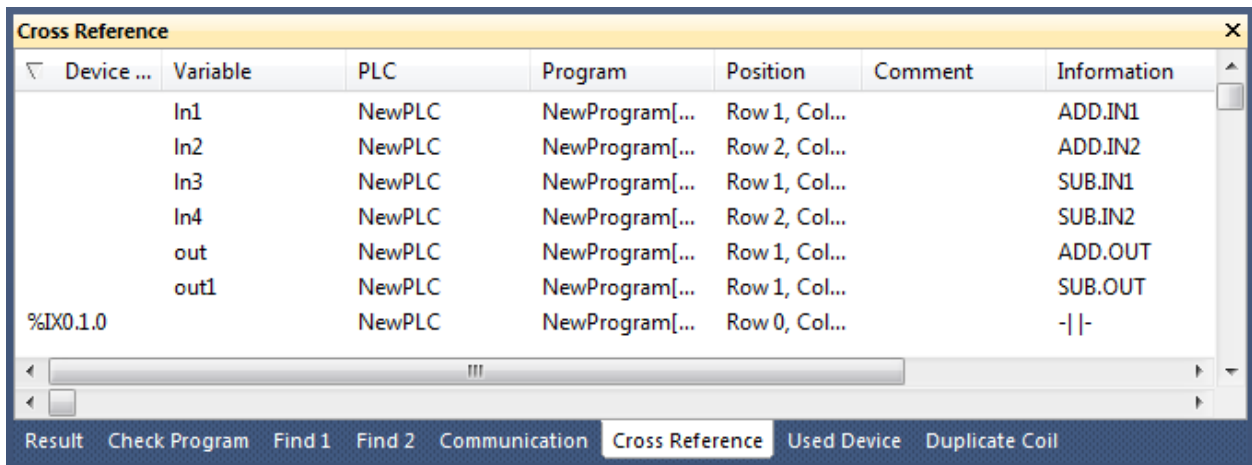 Cross Reference
Device ... Variable PLC Program Position Comment Information
In1 NewPLC NewProgram[... Row 1, Col... ADD.IN1
In2 NewPLC NewProgram[... Row 2, Col... ADD.IN2
In3 NewPLC NewProgram[... Row 1, Col... SUB.IN1
In4 NewPLC NewProgram[... Row 2, Col... SUB.IN2
out NewPLC NewProgram[... Row 1, Col... ADD.OUT
out1 NewPLC NewProgram[... Row 1, Col... SUB.OUT
%IX0.1.0 NewPLC NewProgram[... Row 0, Col... -| |-
Result Check Program Find 1 Find 2 Communication Cross Reference Used Device Duplicate Coil